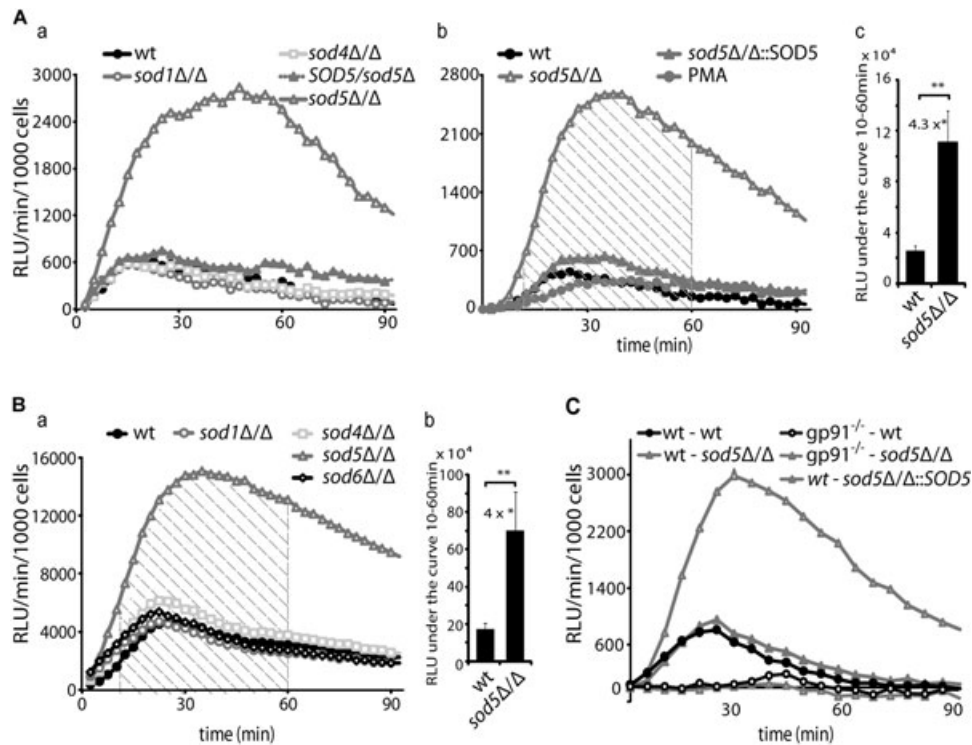 A
a
wt
sod4Δ/Δ
sod1Δ/Δ
SOD5/sod5Δ
sod5Δ/Δ
RLU/min/1000 cells
3000
2400
1800
1200
600
0
0
30
60
90
b
wt
sod5Δ/Δ::SOD5
sod5Δ/Δ
PMA
2800
2100
1400
700
0
0
30
60
90
time (min)
c
RLU under the curve 10-60min
×10⁴
16
12
8
4
0
**
4.3 x*
wt
sod5Δ/Δ
B
a
wt
sod1Δ/Δ
sod4Δ/Δ
sod5Δ/Δ
sod6Δ/Δ
RLU/min/1000 cells
16000
12000
8000
4000
0
0
30
60
90
time (min)
b
RLU under the curve 10-60min
×10⁴
100
80
60
40
20
0
**
4 x*
wt
sod5Δ/Δ
C
wt - wt
gp91-/- - wt
wt - sod5Δ/Δ
gp91-/- - sod5Δ/Δ
wt - sod5Δ/Δ::SOD5
RLU/min/1000 cells
3000
2200
1400
600
0
30
60
90
time (min)